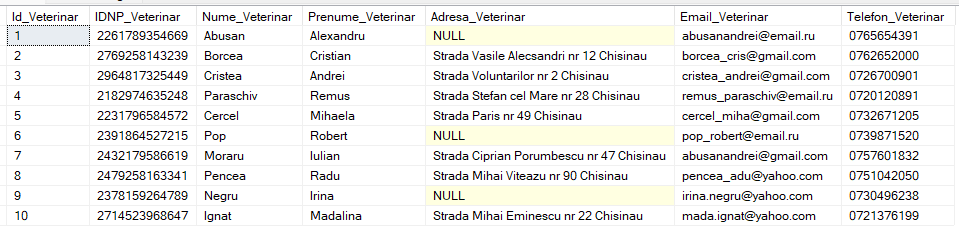 Id_Veterinar IDNP_Veterinar Nume_Veterinar Prenume_Veterinar Adresa_Veterinar Email_Veterinar Telefon_Veterinar
1 2261789354669 Abusan Alexandru NULL abusanandrei@email.ru 0765654391
2 2769258143239 Borcea Cristian Strada Vasile Alecsandri nr 12 Chisinau borcea_cris@gmail.com 0762652000
3 2964817325449 Cristea Andrei Strada Voluntarilor nr 2 Chisinau cristea_andrei@gmail.com 0726700901
4 2182974635248 Paraschiv Remus Strada Stefan cel Mare nr 28 Chisinau remus_paraschiv@email.ru 0720120891
5 2231796584572 Cercel Mihaela Strada Paris nr 49 Chisinau cercel_miha@gmail.com 0732671205
6 2391864527215 Pop Robert NULL pop_robert@email.ru 0739871520
7 2432179586619 Moraru Iulian Strada Ciprian Porumbescu nr 47 Chisinau abusanandrei@gmail.com 0757601832
8 2479258163341 Pencea Radu Strada Mihai Viteazu nr 90 Chisinau pencea_adu@yahoo.com 0751042050
9 2378159264789 Negru Irina NULL irina.negru@yahoo.com 0730496238
10 2714523968647 Ignat Madalina Strada Mihai Eminescu nr 22 Chisinau mada.ignat@yahoo.com 0721376199